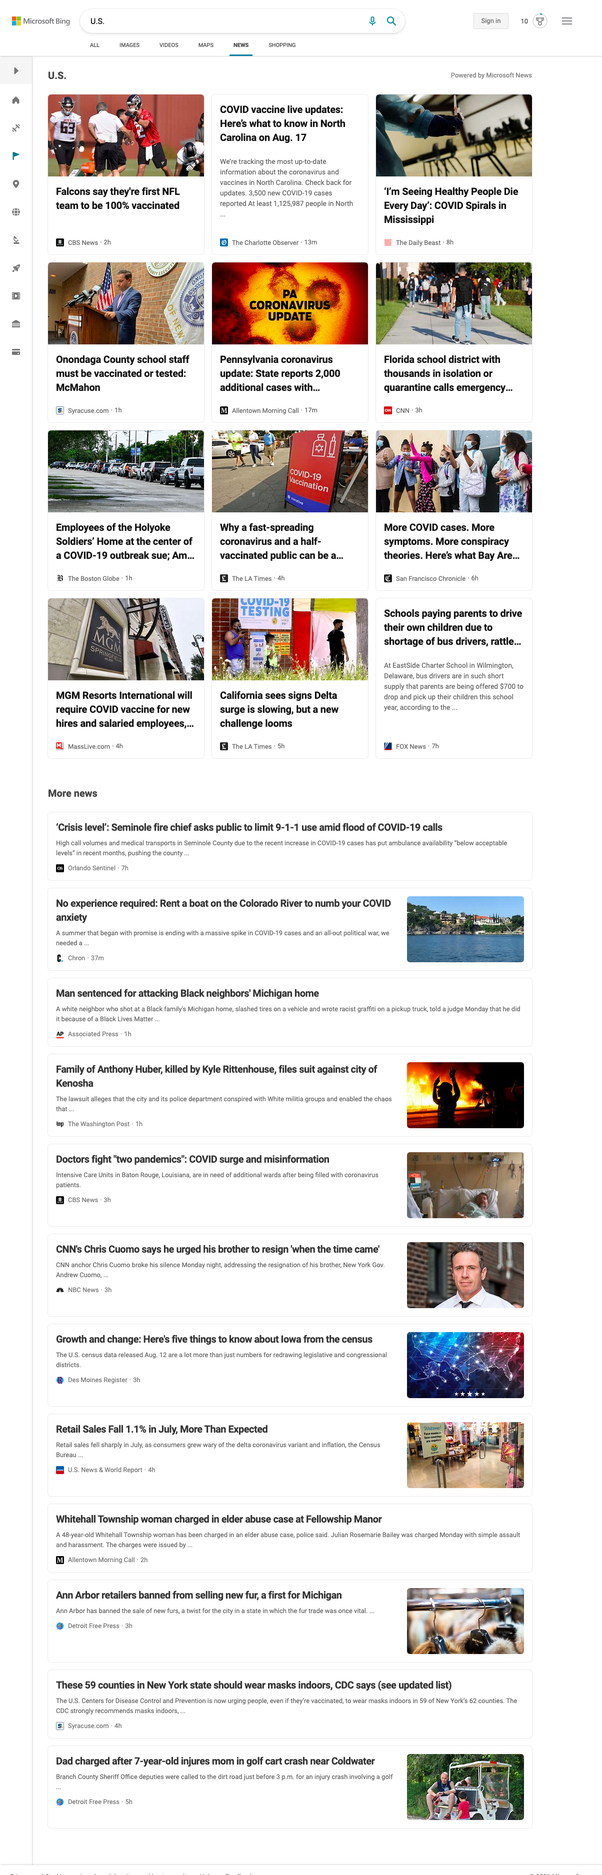 Microsoft Bing
U.S.
Sign in
10
ALL
IMAGES
VIDEOS
MAPS
NEWS
SHOPPING
U.S.
Powered by Microsoft News
63
2
Falcons say they're first NFL
team to be 100% vaccinated
CBS News · 2h
COVID vaccine live updates:
Here's what to know in North
Carolina on Aug. 17
We're tracking the most up-to-date
information about the coronavirus and
vaccines in North Carolina. Check back for
updates. 3,500 new COVID-19 cases
reported At least 1,125,987 people in North
...
The Charlotte Observer · 13m
'I'm Seeing Healthy People Die
Every Day': COVID Spirals in
Mississippi
The Daily Beast · 8h
Onondaga County school staff
must be vaccinated or tested:
McMahon
Syracuse.com · 1h
PA
CORONAVIRUS
UPDATE
Pennsylvania coronavirus
update: State reports 2,000
additional cases with...
Allentown Morning Call · 17m
Florida school district with
thousands in isolation or
quarantine calls emergency...
CNN · 3h
Employees of the Holyoke
Soldiers' Home at the center of
a COVID-19 outbreak sue; Am...
The Boston Globe · 1h
COVID-19
Vaccination
Why a fast-spreading
coronavirus and a half-
vaccinated public can be a...
The LA Times · 4h
More COVID cases. More
symptoms. More conspiracy
theories. Here's what Bay Are...
San Francisco Chronicle · 6h
MGM
SPRINGFIELD
MGM Resorts International will
require COVID vaccine for new
hires and salaried employees,...
MassLive.com · 4h
COVID-19
TESTING
California sees signs Delta
surge is slowing, but a new
challenge looms
The LA Times · 5h
Schools paying parents to drive
their own children due to
shortage of bus drivers, rattle...
At EastSide Charter School in Wilmington,
Delaware, bus drivers are in such short
supply that parents are being offered $700 to
drop and pick up their children this school
year, according to the ...
FOX News · 7h
More news
'Crisis level': Seminole fire chief asks public to limit 9-1-1 use amid flood of COVID-19 calls
High call volumes and medical transports in Seminole County due to the recent increase in COVID-19 cases has put ambulance availability "below acceptable
levels" in recent months, pushing the county ...
Orlando Sentinel · 7h
No experience required: Rent a boat on the Colorado River to numb your COVID
anxiety
A summer that began with promise is ending with a massive spike in COVID-19 cases and an all-out political war, we
needed a ...
Chron · 37m
Man sentenced for attacking Black neighbors' Michigan home
A white neighbor who shot at a Black family's Michigan home, slashed tires on a vehicle and wrote racist graffiti on a pickup truck, told a judge Monday that he did
it because of a Black Lives Matter ...
Associated Press · 1h
Family of Anthony Huber, killed by Kyle Rittenhouse, files suit against city of
Kenosha
The lawsuit alleges that the city and its police department conspired with White militia groups and enabled the chaos
that ...
The Washington Post · 1h
Doctors fight "two pandemics": COVID surge and misinformation
Intensive Care Units in Baton Rouge, Louisiana, are in need of additional wards after being filled with coronavirus
patients.
CBS News · 3h
CNN's Chris Cuomo says he urged his brother to resign 'when the time came'
CNN anchor Chris Cuomo broke his silence Monday night, addressing the resignation of his brother, New York Gov.
Andrew Cuomo, ...
NBC News · 3h
Growth and change: Here's five things to know about Iowa from the census
The U.S. census data released Aug. 12 are a lot more than just numbers for redrawing legislative and congressional
districts.
Des Moines Register · 3h
Retail Sales Fall 1.1% in July, More Than Expected
Retail sales fell sharply in July, as consumers grew wary of the delta coronavirus variant and inflation, the Census
Bureau ...
U.S. News & World Report · 4h
Whitehall Township woman charged in elder abuse case at Fellowship Manor
A 48-year-old Whitehall Township woman has been charged in an elder abuse case, police said. Julian Rosemarie Bailey was charged Monday with simple assault
and harassment. The charges were issued by ...
Allentown Morning Call · 2h
Ann Arbor retailers banned from selling new fur, a first for Michigan
Ann Arbor has banned the sale of new furs, a twist for the city in a state in which the fur trade was once vital. ...
Detroit Free Press · 3h
These 59 counties in New York state should wear masks indoors, CDC says (see updated list)
The U.S. Centers for Disease Control and Prevention is now urging people, even if they're vaccinated, to wear masks indoors in 59 of New York's 62 counties. The
CDC strongly recommends masks indoors, ...
Syracuse.com · 4h
Dad charged after 7-year-old injures mom in golf cart crash near Coldwater
Branch County Sheriff Office deputies were called to the dirt road just before 3 p.m. for an injury crash involving a golf
...
Detroit Free Press · 5h